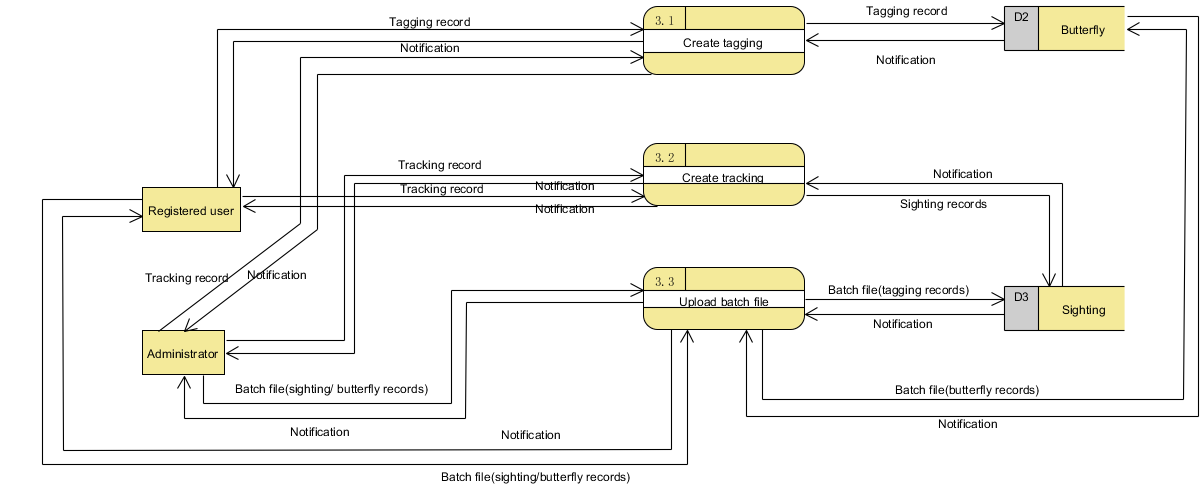 Tagging record
3.1
Tagging record
D2
Butterfly
Create tagging
Notification
Notification
3.2
Tracking record
Create tracking
Notification
Tracking record
Notification
Sighting records
Registered user
Notification
Tracking record
Notification
3.3
Upload batch file
Batch file(tagging records)
D3
Sighting
Notification
Administrator
Batch file(sighting/ butterfly records)
Batch file(butterfly records)
Notification
Notification
Notification
Batch file(sighting/butterfly records)